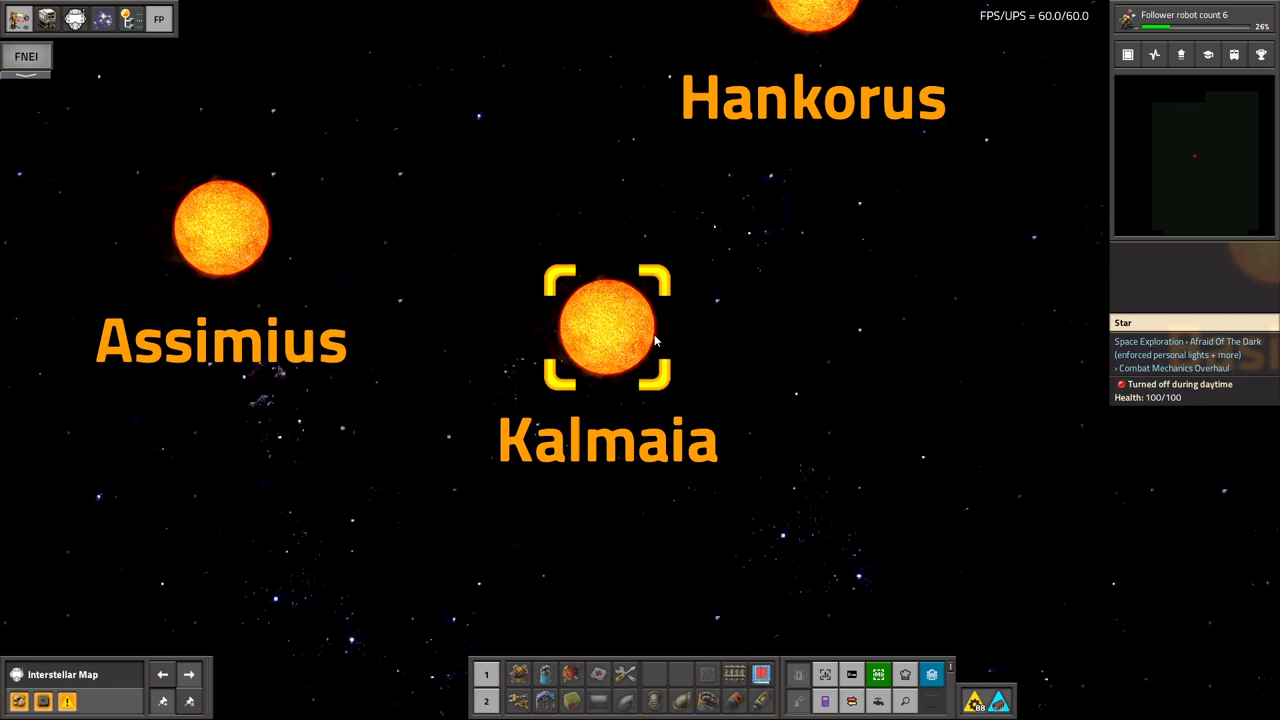 FP
FPS/UPS = 60.0/60.0
Follower robot count 6
26%
FNEI
Hankorus
Assimius
Kalmaia
Star
Space Exploration › Afraid Of The Dark
(enforced personal lights + more)
› Combat Mechanics Overhaul
Turned off during daytime
Health: 100/100
Interstellar Map
1
2
88